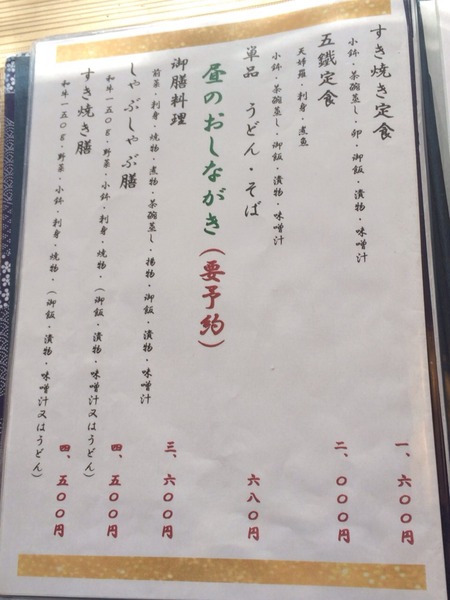 すき焼き定食 一、六〇〇円
小鉢・茶碗蒸し・卵・御飯・漬物・味噌汁
五鐵定食 二、〇〇〇円
天婦羅・刺身・煮魚
小鉢・茶碗蒸し・御飯・漬物・味噌汁
単品 うどん・そば 六八〇円
昼のおしながき(要予約)
御膳料理 三、六〇〇円
前菜・刺身・焼物・煮物・茶碗蒸し・揚物・御飯・漬物・味噌汁
しゃぶしゃぶ膳 四、五〇〇円
和牛一五〇g・野菜・小鉢・刺身・焼物・(御飯・漬物・味噌汁又はうどん)
すき焼き膳 四、五〇〇円
和牛一五〇g・野菜・小鉢・刺身・焼物・(御飯・漬物・味噌汁又はうどん)